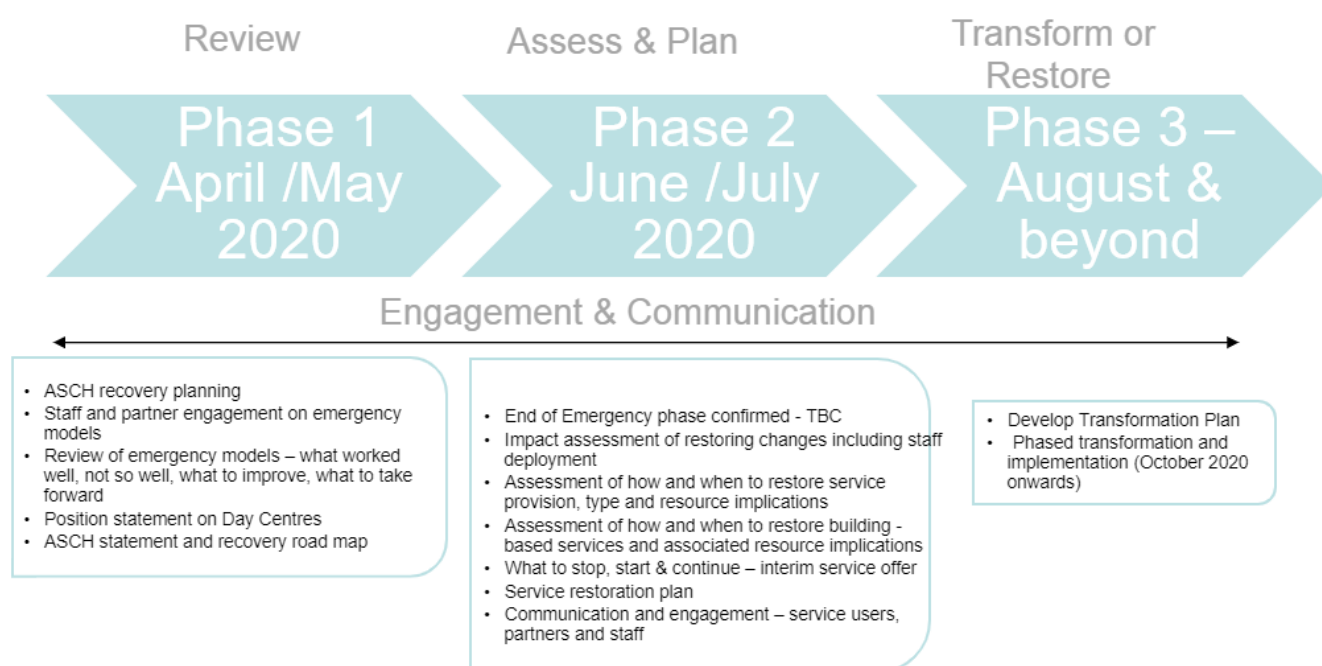 Review
Assess & Plan
Transform or
Restore
Phase 1
April /May
2020
Phase 2
June /July
2020
Phase 3 –
August &
beyond
Engagement & Communication
• ASCH recovery planning
• Staff and partner engagement on emergency
models
• Review of emergency models – what worked
well, not so well, what to improve, what to take
forward
• Position statement on Day Centres
• ASCH statement and recovery road map
• End of Emergency phase confirmed - TBC
• Impact assessment of restoring changes including staff
deployment
• Assessment of how and when to restore service
provision, type and resource implications
• Assessment of how and when to restore building -
based services and associated resource implications
• What to stop, start & continue – interim service offer
• Service restoration plan
• Communication and engagement – service users,
partners and staff
• Develop Transformation Plan
• Phased transformation and
implementation (October 2020
onwards)